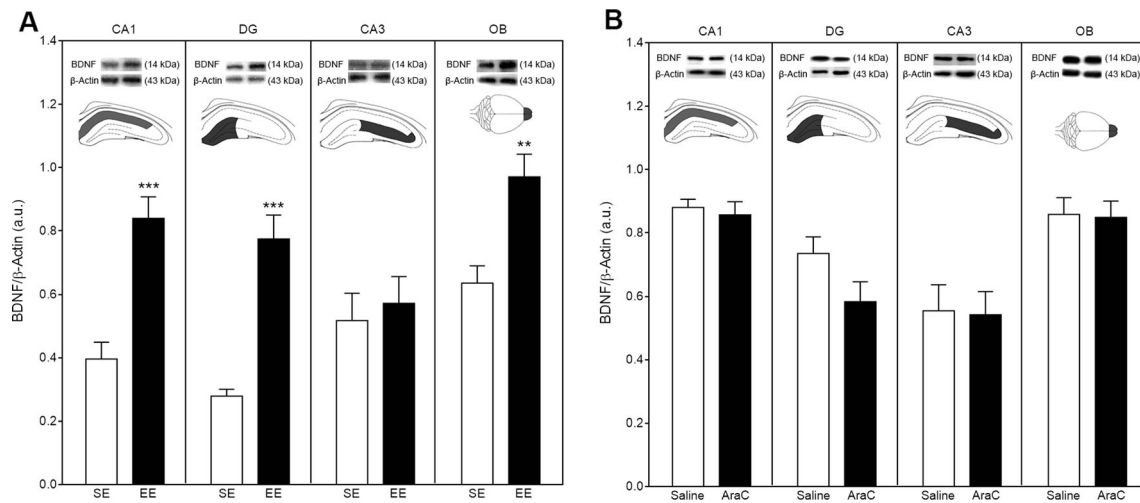 A
CA1 DG CA3 OB
1.4
BDNF (14 kDa) (14 kDa) (14 kDa) BDNF (14 kDa)
β-Actin (43 kDa) (43 kDa) (43 kDa) β-Actin (43 kDa)
1.2
1.0
0.8
0.6
0.4
0.2
0.0
*** *** **
BDNF/β-Actin (a.u.)
SE EE SE EE SE EE SE EE
B
CA1 DG CA3 OB
1.4
BDNF (14 kDa) BDNF (14 kDa) BDNF (14 kDa) BDNF (14 kDa)
β-Actin (43 kDa) β-Actin (43 kDa) β-Actin (43 kDa) β-Actin (43 kDa)
1.2
1.0
0.8
0.6
0.4
0.2
0.0
BDNF/β-Actin (a.u.)
Saline AraC Saline AraC Saline AraC Saline AraC